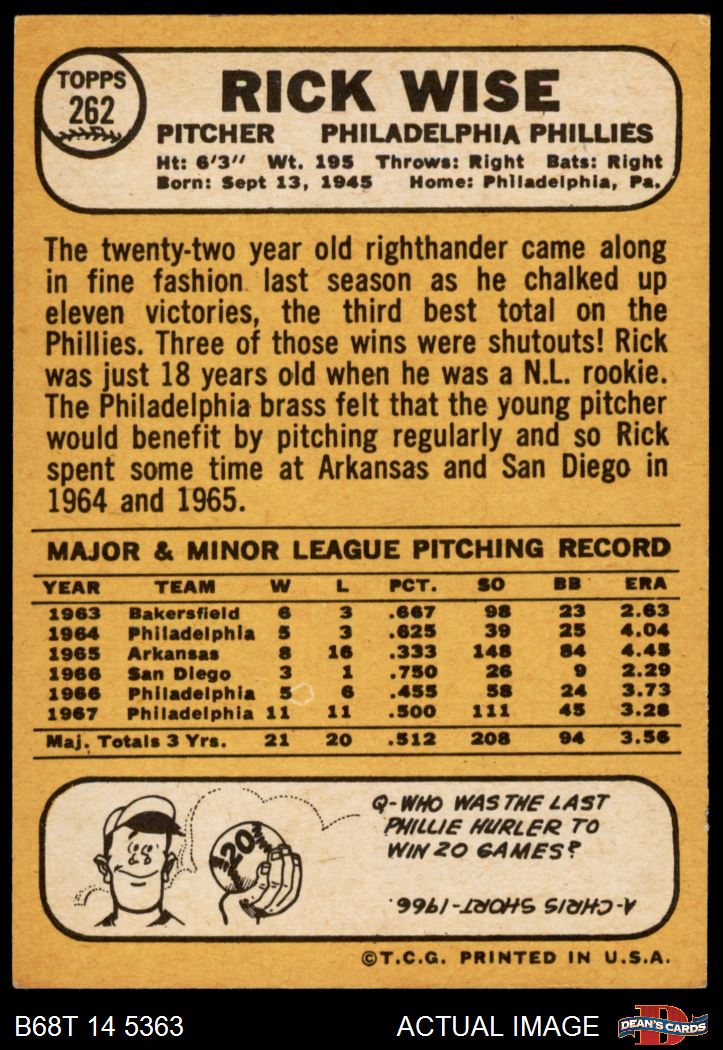 TOPPS
262
RICK WISE
PITCHER PHILADELPHIA PHILLIES
Ht: 6'3" Wt. 195 Throws: Right Bats: Right
Born: Sept 13, 1945 Home: Philadelphia, Pa.
The twenty-two year old righthander came along
in fine fashion last season as he chalked up
eleven victories, the third best total on the
Phillies. Three of those wins were shutouts! Rick
was just 18 years old when he was a N.L. rookie.
The Philadelphia brass felt that the young pitcher
would benefit by pitching regularly and so Rick
spent some time at Arkansas and San Diego in
1964 and 1965.
MAJOR & MINOR LEAGUE PITCHING RECORD
YEAR TEAM W L PCT. SO BB ERA
1963 Bakersfield 6 3 .667 98 23 2.63
1964 Philadelphia 5 3 .625 39 25 4.04
1965 Arkansas 8 16 .333 148 84 4.45
1966 San Diego 3 1 .750 26 9 2.29
1966 Philadelphia 5 6 .455 58 24 3.73
1967 Philadelphia 11 11 .500 111 45 3.28
Maj. Totals 3 Yrs. 21 20 .512 208 94 3.56
20
Q-WHO WAS THE LAST
PHILLIE HURLER TO
WIN 20 GAMES?
A-CHRIS SHORT-1966.
©T.C.G. PRINTED IN U.S.A.
B68T 14 5363 ACTUAL IMAGE
D
DEAN'S CARDS